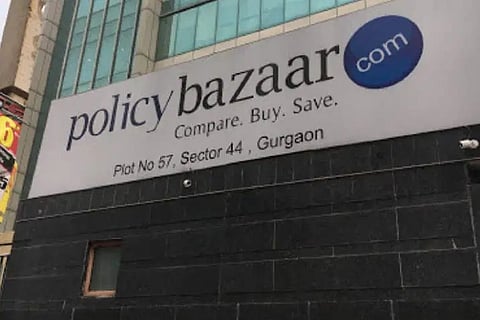 policybazaar com
Compare. Buy. Save.
Plot No 57, Sector 44 , Gurgaon